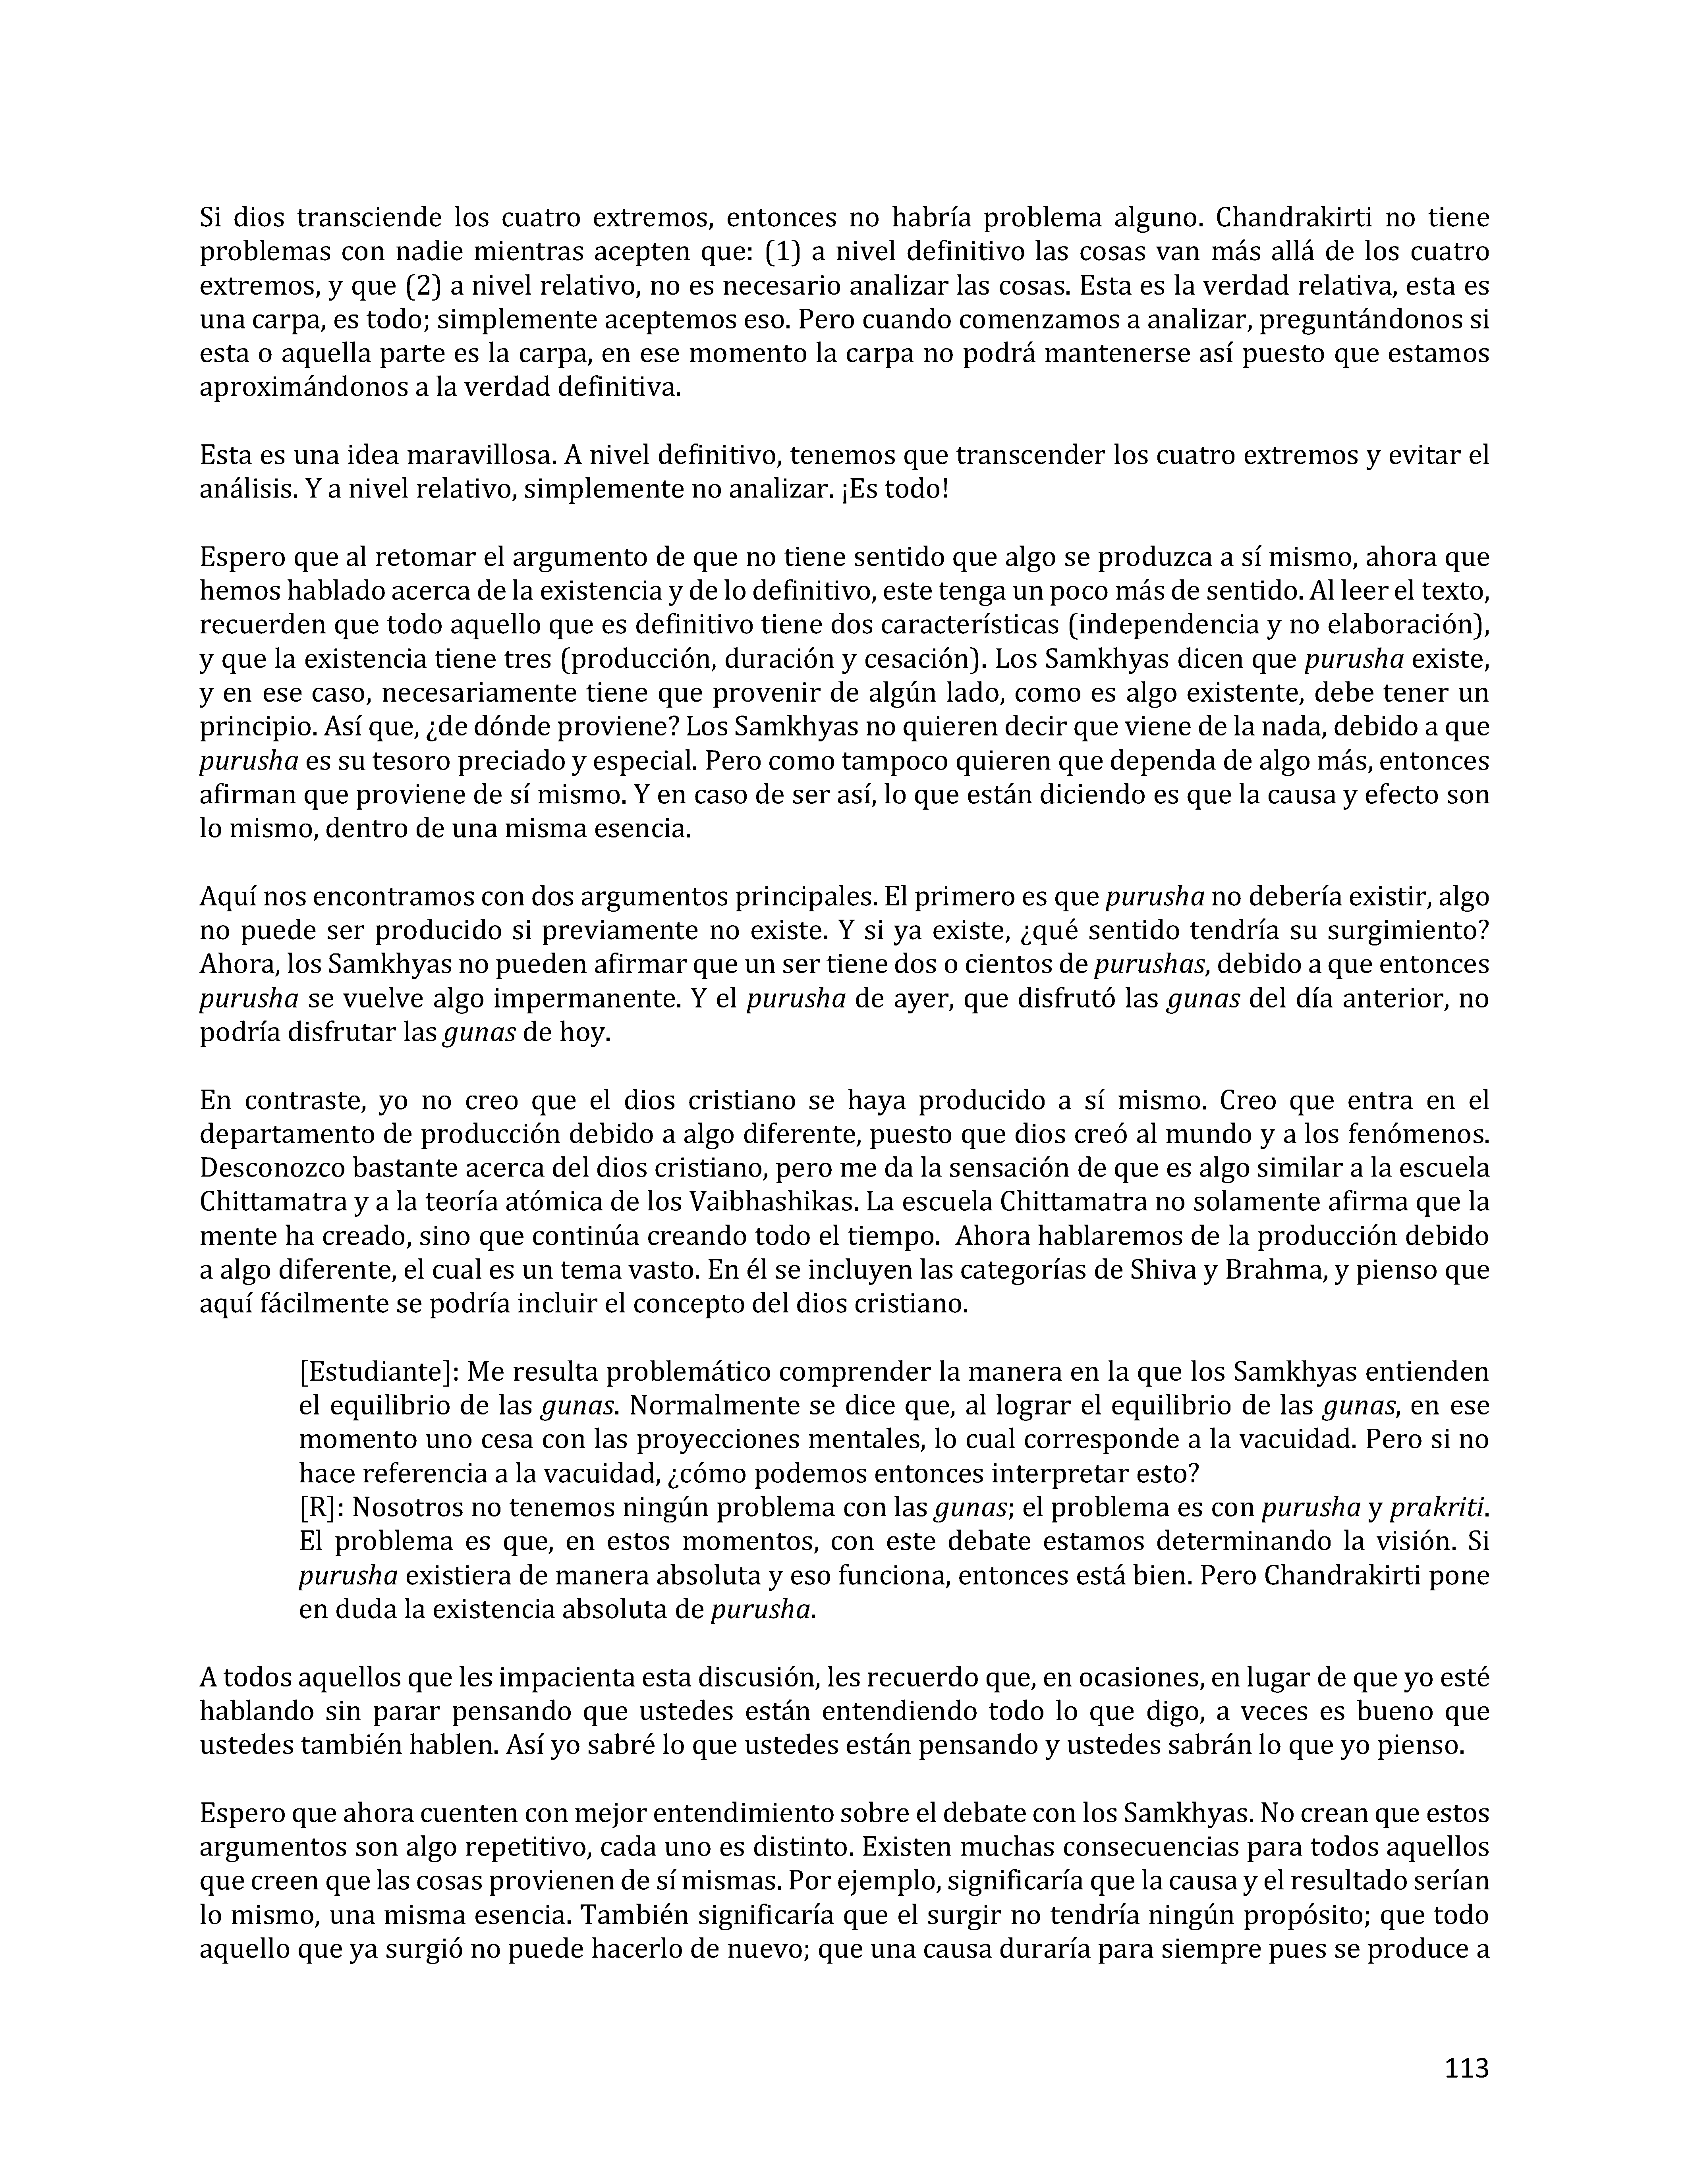 Si dios transciende los cuatro extremos, entonces no habría problema alguno. Chandrakirti no tiene
problemas con nadie mientras acepten que: (1) a nivel definitivo las cosas van más allá de los cuatro
extremos, y que (2) a nivel relativo, no es necesario analizar las cosas. Esta es la verdad relativa, esta es
una carpa, es todo; simplemente aceptemos eso. Pero cuando comenzamos a analizar, preguntándonos si
esta o aquella parte es la carpa, en ese momento la carpa no podrá mantenerse así puesto que estamos
aproximándonos a la verdad definitiva.
Esta es una idea maravillosa. A nivel definitivo, tenemos que transcender los cuatro extremos y evitar el
análisis. Y a nivel relativo, simplemente no analizar. ¡Es todo!
Espero que al retomar el argumento de que no tiene sentido que algo se produzca a sí mismo, ahora que
hemos hablado acerca de la existencia y de lo definitivo, este tenga un poco más de sentido. Al leer el texto,
recuerden que todo aquello que es definitivo tiene dos características (independencia y no elaboración),
y que la existencia tiene tres (producción, duración y cesación). Los Samkhyas dicen que purusha existe,
y en ese caso, necesariamente tiene que provenir de algún lado, como es algo existente, debe tener un
principio. Así que, ¿de dónde proviene? Los Samkhyas no quieren decir que viene de la nada, debido a que
purusha es su tesoro preciado y especial. Pero como tampoco quieren que dependa de algo más, entonces
afirman que proviene de sí mismo. Y en caso de ser así, lo que están diciendo es que la causa y efecto son
lo mismo, dentro de una misma esencia.
Aquí nos encontramos con dos argumentos principales. El primero es que purusha no debería existir, algo
no puede ser producido si previamente no existe. Y si ya existe, ¿qué sentido tendría su surgimiento?
Ahora, los Samkhyas no pueden afirmar que un ser tiene dos o cientos de purushas, debido a que entonces
purusha se vuelve algo impermanente. Y el purusha de ayer, que disfrutó las gunas del día anterior, no
podría disfrutar las gunas de hoy.
En contraste, yo no creo que el dios cristiano se haya producido a sí mismo. Creo que entra en el
departamento de producción debido a algo diferente, puesto que dios creó al mundo y a los fenómenos.
Desconozco bastante acerca del dios cristiano, pero me da la sensación de que es algo similar a la escuela
Chittamatra y a la teoría atómica de los Vaibhashikas. La escuela Chittamatra no solamente afirma que la
mente ha creado, sino que continúa creando todo el tiempo.  Ahora hablaremos de la producción debido
a algo diferente, el cual es un tema vasto. En él se incluyen las categorías de Shiva y Brahma, y pienso que
aquí fácilmente se podría incluir el concepto del dios cristiano.
[Estudiante]: Me resulta problemático comprender la manera en la que los Samkhyas entienden
el equilibrio de las gunas. Normalmente se dice que, al lograr el equilibrio de las gunas, en ese
momento uno cesa con las proyecciones mentales, lo cual corresponde a la vacuidad. Pero si no
hace referencia a la vacuidad, ¿cómo podemos entonces interpretar esto?
[R]: Nosotros no tenemos ningún problema con las gunas; el problema es con purusha y prakriti.
El problema es que, en estos momentos, con este debate estamos determinando la visión. Si
purusha existiera de manera absoluta y eso funciona, entonces está bien. Pero Chandrakirti pone
en duda la existencia absoluta de purusha.
A todos aquellos que les impacienta esta discusión, les recuerdo que, en ocasiones, en lugar de que yo esté
hablando sin parar pensando que ustedes están entendiendo todo lo que digo, a veces es bueno que
ustedes también hablen. Así yo sabré lo que ustedes están pensando y ustedes sabrán lo que yo pienso.
Espero que ahora cuenten con mejor entendimiento sobre el debate con los Samkhyas. No crean que estos
argumentos son algo repetitivo, cada uno es distinto. Existen muchas consecuencias para todos aquellos
que creen que las cosas provienen de sí mismas. Por ejemplo, significaría que la causa y el resultado serían
lo mismo, una misma esencia. También significaría que el surgir no tendría ningún propósito; que todo
aquello que ya surgió no puede hacerlo de nuevo; que una causa duraría para siempre pues se produce a
113